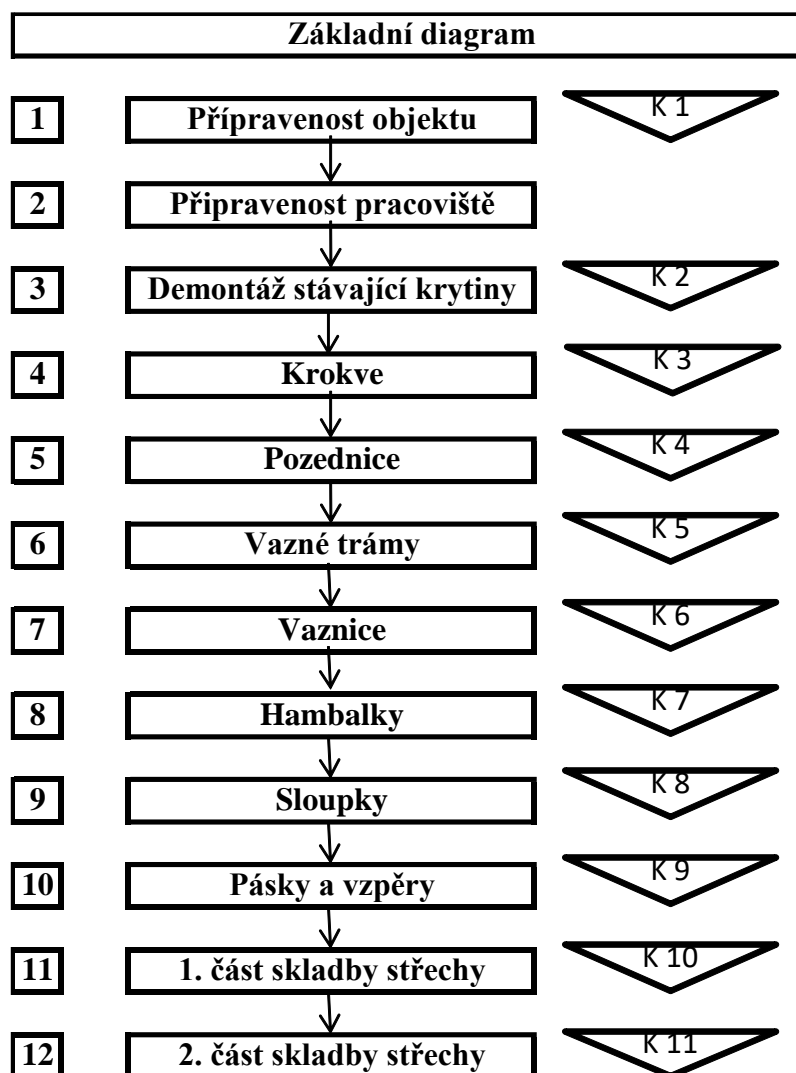 Základní diagram
1 Přípravenost objektu K 1
2 Připravenost pracoviště
3 Demontáž stávající krytiny K 2
4 Krokve K 3
5 Pozednice K 4
6 Vazné trámy K 5
7 Vaznice K 6
8 Hambalky K 7
9 Sloupky K 8
10 Pásky a vzpěry K 9
11 1. část skladby střechy K 10
12 2. část skladby střechy K 11